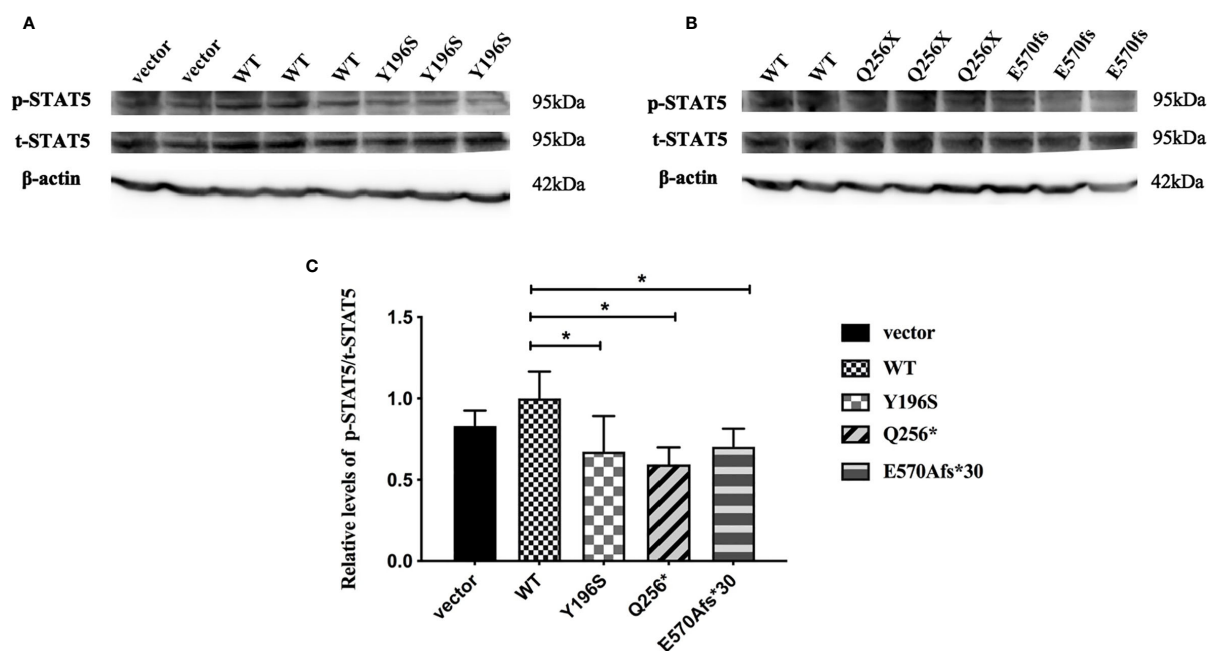 A
vector vector WT WT WT Y196S Y196S Y196S
p-STAT5 95kDa
t-STAT5 95kDa
β-actin 42kDa
B
WT WT Q256X Q256X Q256X E570fs E570fs E570fs
p-STAT5 95kDa
t-STAT5 95kDa
β-actin 42kDa
C
Relative levels of p-STAT5/t-STAT5
1.5
1.0
0.5
0.0
*
*
*
vector WT Y196S Q256* E570Afs*30
vector
WT
Y196S
Q256*
E570Afs*30